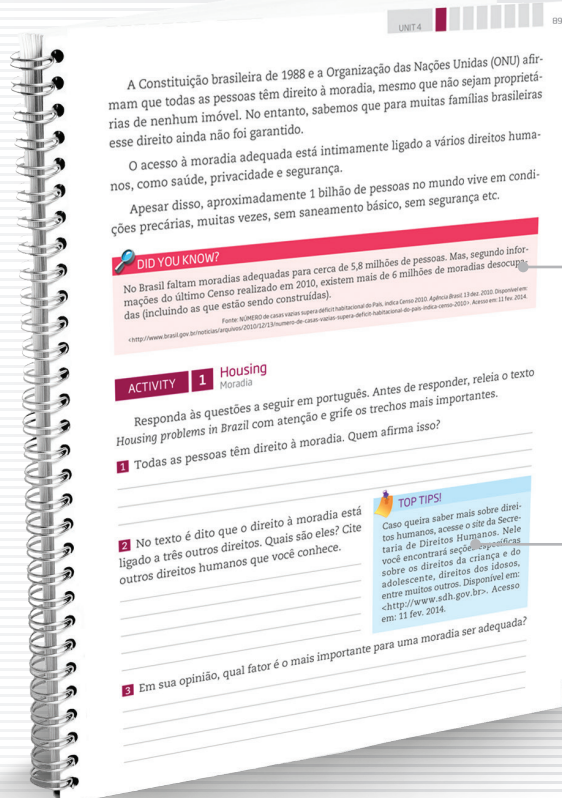 UNIT 4
89
A Constituição brasileira de 1988 e a Organização das Nações Unidas (ONU) afir-
mam que todas as pessoas têm direito à moradia, mesmo que não sejam proprietá-
rias de nenhum imóvel. No entanto, sabemos que para muitas famílias brasileiras
esse direito ainda não foi garantido.
O acesso à moradia adequada está intimamente ligado a vários direitos huma-
nos, como saúde, privacidade e segurança.
Apesar disso, aproximadamente 1 bilhão de pessoas no mundo vive em condi-
ções precárias, muitas vezes, sem saneamento básico, sem segurança etc.
DID YOU KNOW?
No Brasil faltam moradias adequadas para cerca de 5,8 milhões de pessoas. Mas, segundo infor-
mações do último Censo realizado em 2010, existem mais de 6 milhões de moradias desocupa-
das (incluindo as que estão sendo construídas).
Fonte: NÚMERO de casas vazias supera déficit habitacional do País, indica Censo 2010. Agência Brasil, 13 dez. 2010. Disponível em:
<http://www.brasil.gov.br/noticias/arquivos/2010/12/13/numero-de-casas-vazias-supera-deficit-habitacional-do-pais-indica-censo-2010>. Acesso em: 11 fev. 2014.
ACTIVITY 1 Housing
Moradia
Responda às questões a seguir em português. Antes de responder, releia o texto
Housing problems in Brazil com atenção e grife os trechos mais importantes.
1 Todas as pessoas têm direito à moradia. Quem afirma isso?
2 No texto é dito que o direito à moradia está
ligado a três outros direitos. Quais são eles? Cite
outros direitos humanos que você conhece.
TOP TIPS!
Caso queira saber mais sobre direi-
tos humanos, acesse o site da Secre-
taria de Direitos Humanos. Nele
você encontrará seções específicas
sobre os direitos da criança e do
adolescente, direitos dos idosos,
entre muitos outros. Disponível em:
<http://www.sdh.gov.br>. Acesso
em: 11 fev. 2014.
3 Em sua opinião, qual fator é o mais importante para uma moradia ser adequada?